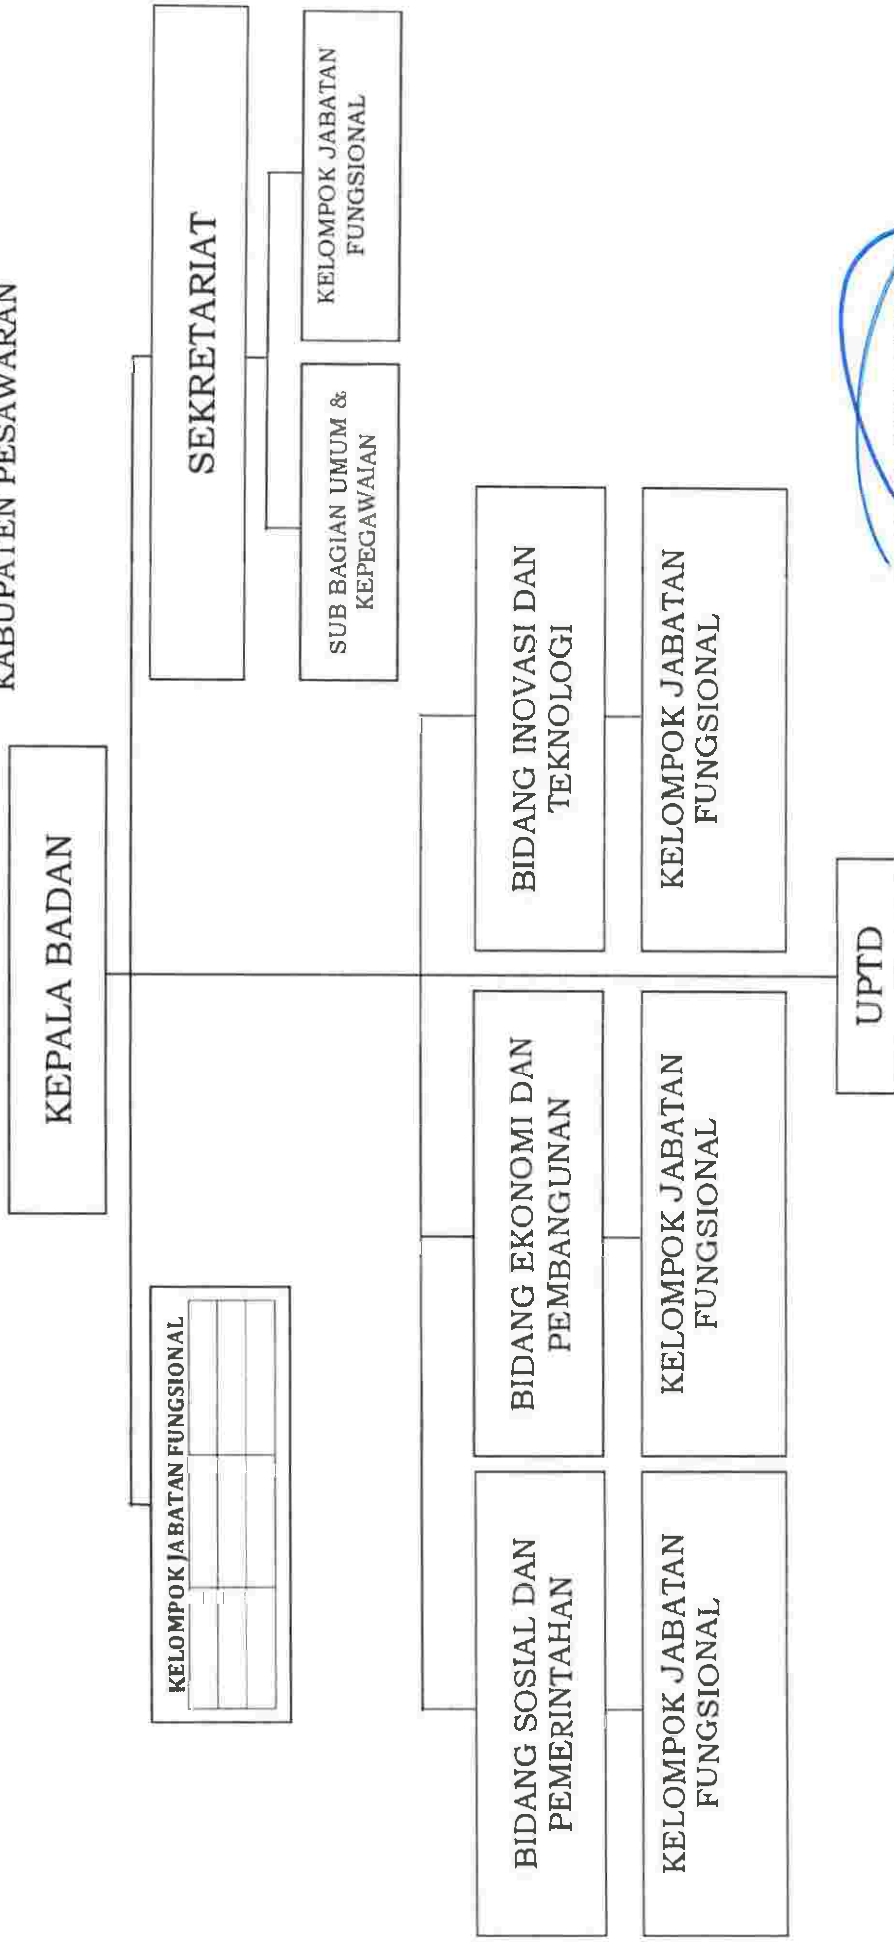 KABUPATEN PESAWARAN
KEPALA BADAN
KELOMPOK JABATAN FUNGSIONAL
SEKRETARIAT
SUB BAGIAN UMUM &
KEPEGAWAIAN
KELOMPOK JABATAN
FUNGSIONAL
BIDANG SOSIAL DAN
PEMERINTAHAN
BIDANG EKONOMI DAN
PEMBANGUNAN
BIDANG INOVASI DAN
TEKNOLOGI
KELOMPOK JABATAN
FUNGSIONAL
KELOMPOK JABATAN
FUNGSIONAL
KELOMPOK JABATAN
FUNGSIONAL
UPTD